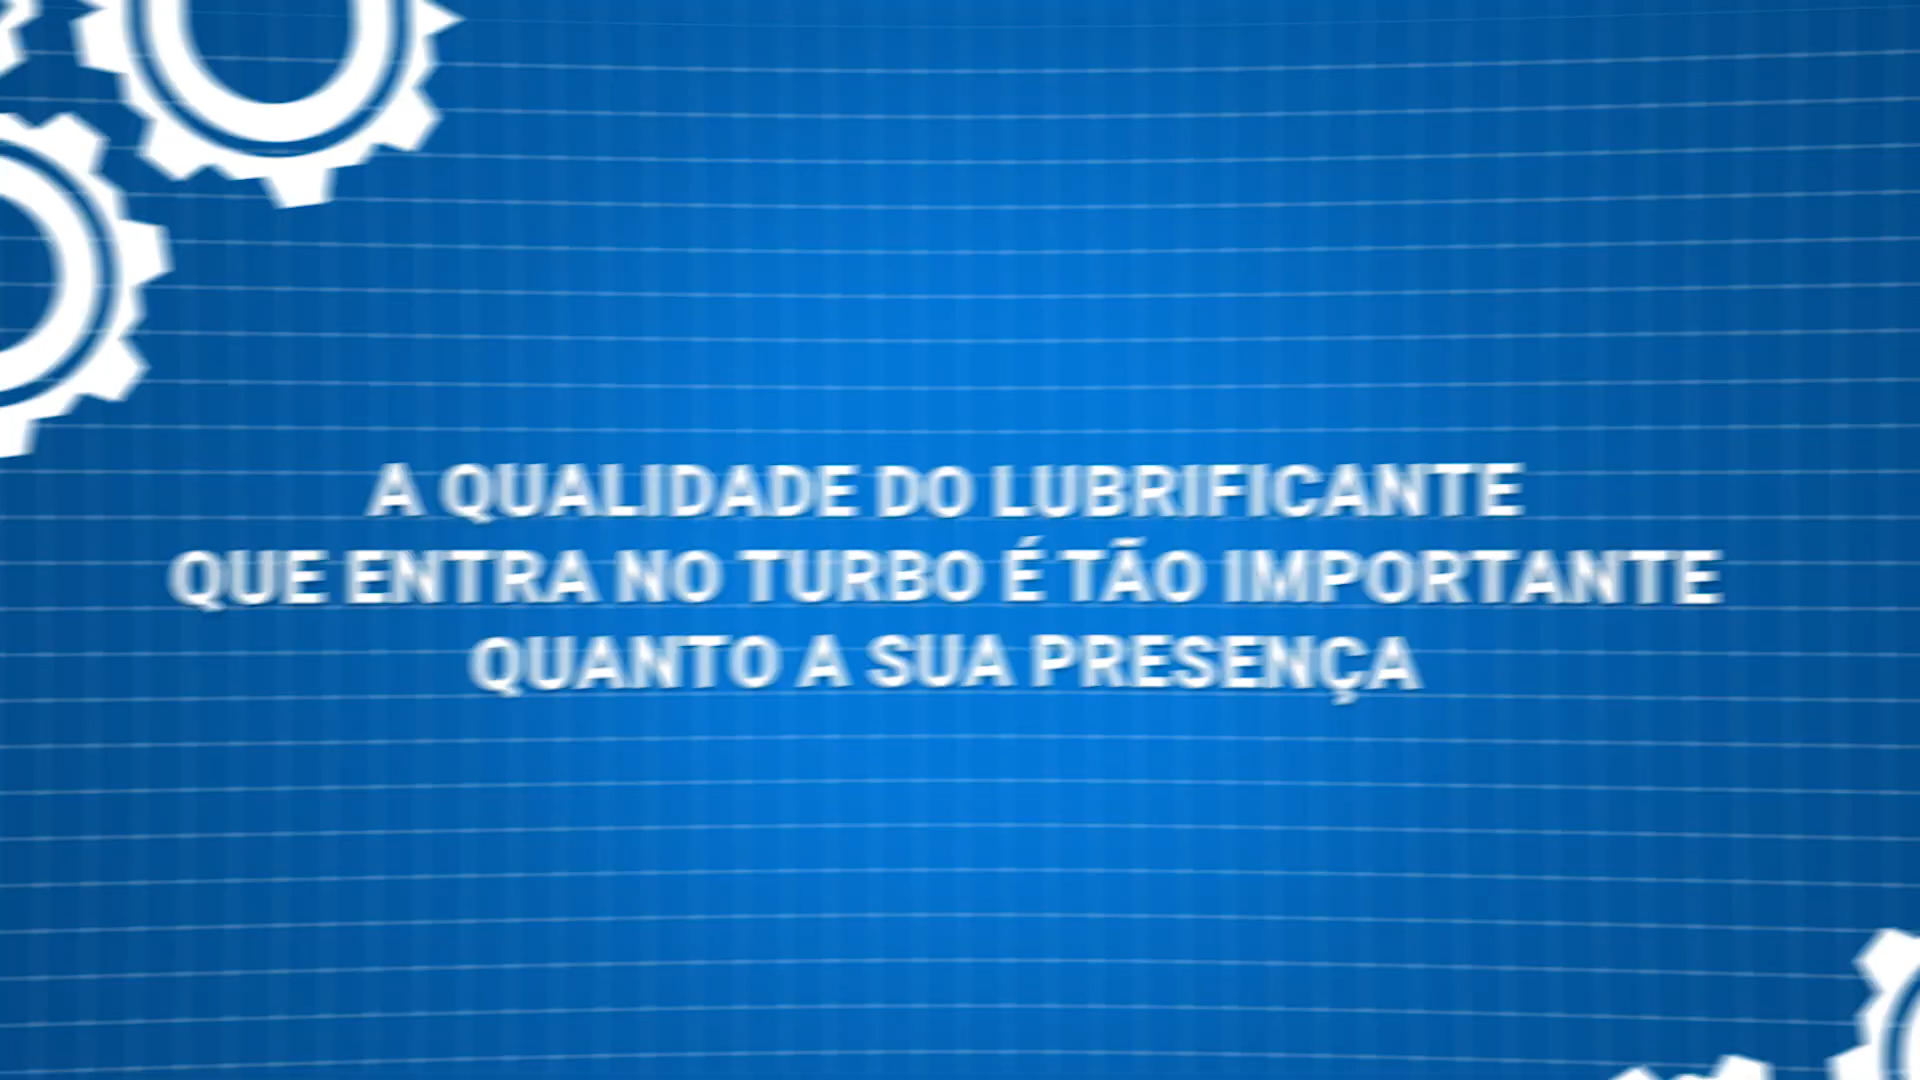 A QUALIDADE DO LUBRIFICANTE
QUE ENTRA NO TURBO É TÃO IMPORTANTE
QUANTO A SUA PRESENÇA